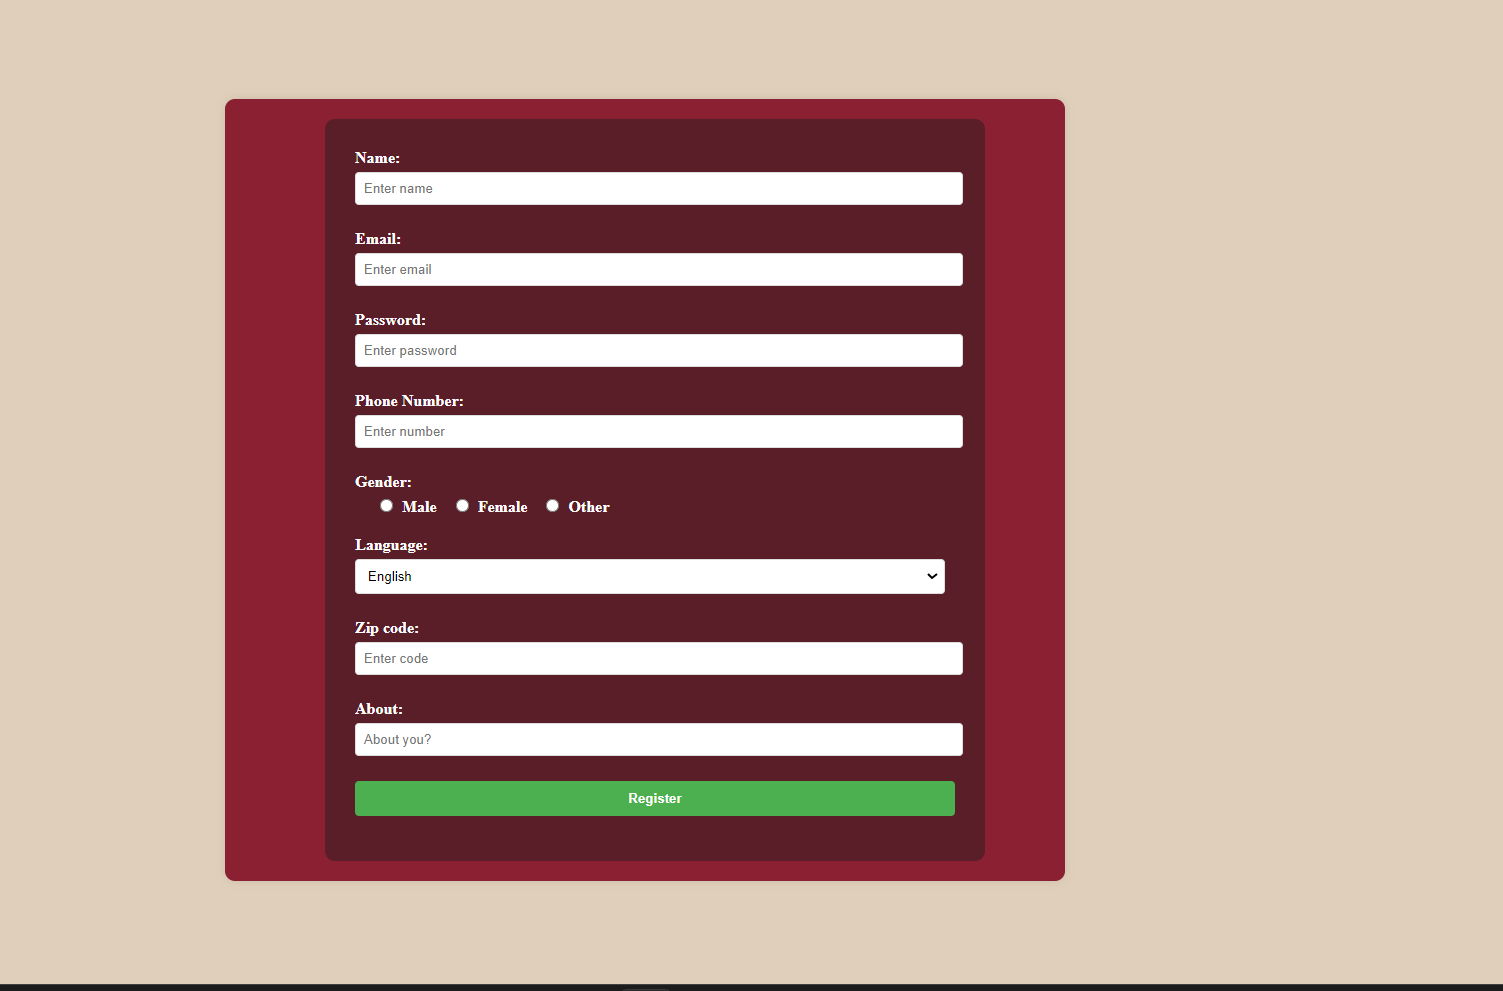 Name:
Enter name
Email:
Enter email
Password:
Enter password
Phone Number:
Enter number
Gender:
Male Female Other
Language:
English
Zip code:
Enter code
About:
About you?
Register